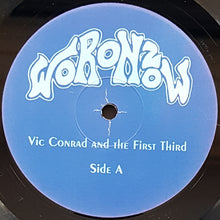 WORONZOW
Vic Conrad and the First Third
Side A